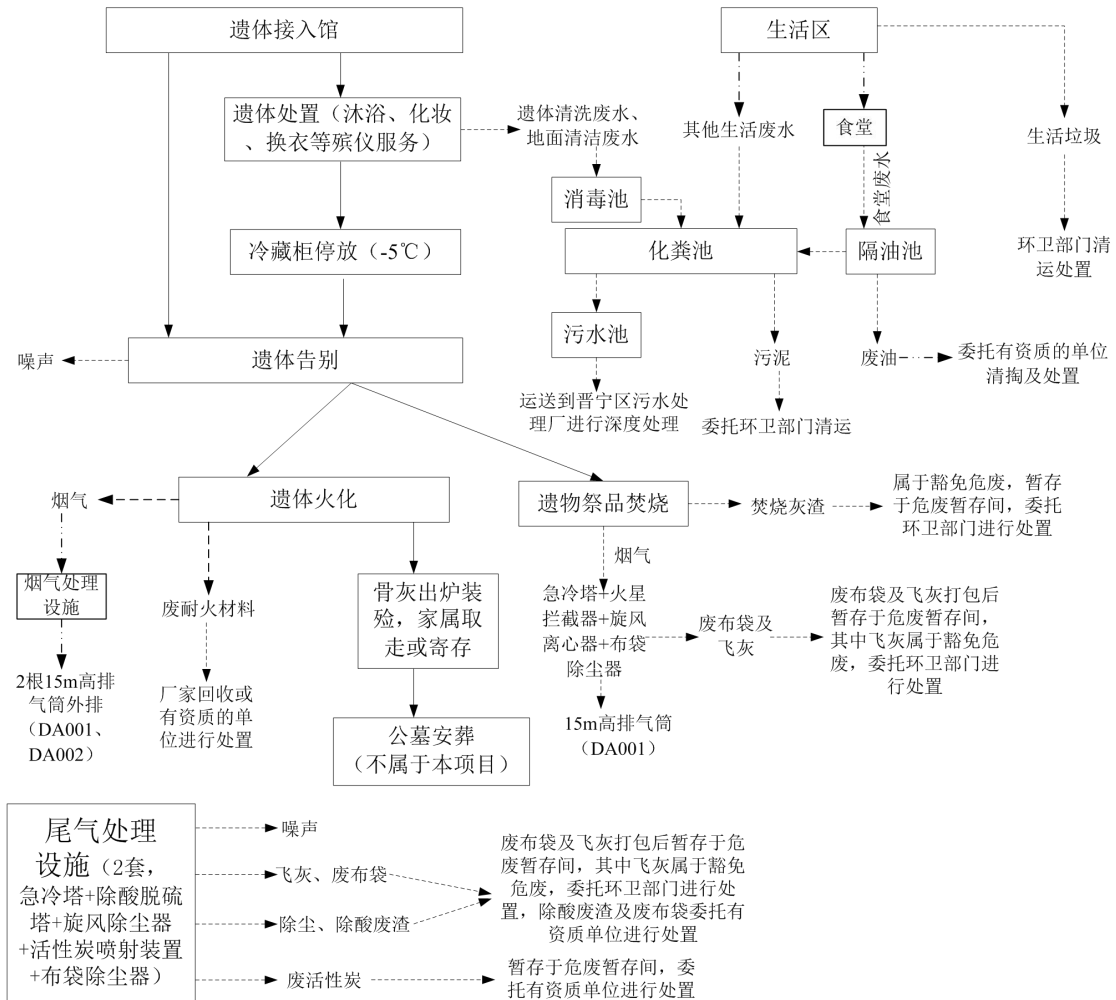 遗体接入馆
生活区
遗体处置（沐浴、化妆
、换衣等殡仪服务）
遗体清洗废水、
地面清洁废水
其他生活废水
食堂
生活垃圾
食堂废水
消毒池
冷藏柜停放（-5℃）
化粪池
隔油池
环卫部门清
运处置
污水池
噪声
遗体告别
污泥
废油
委托有资质的单位
清掏及处置
运送到晋宁区污水处
理厂进行深度处理
委托环卫部门清运
烟气
遗体火化
遗物祭品焚烧
焚烧灰渣
属于豁免危废，暂存
于危废暂存间，委托
环卫部门进行处置
烟气
烟气处理
设施
废耐火材料
骨灰出炉装
殓，家属取
走或寄存
急冷塔+火星
拦截器+旋风
离心器+布袋
除尘器
废布袋及
飞灰
废布袋及飞灰打包后
暂存于危废暂存间，
其中飞灰属于豁免危
废，委托环卫部门进
行处置
2根15m高排
气筒外排
（DA001、
DA002）
厂家回收或
有资质的单
位进行处置
公墓安葬
（不属于本项目）
15m高排气筒
（DA001）
尾气处理
设施（2套，
急冷塔+除酸脱硫
塔+旋风除尘器
+活性炭喷射装置
+布袋除尘器）
噪声
飞灰、废布袋
除尘、除酸废渣
废布袋及飞灰打包后暂存于危
废暂存间，其中飞灰属于豁免
危废，委托环卫部门进行处
置，除酸废渣及废布袋委托有
资质单位进行处置
废活性炭
暂存于危废暂存间，委
托有资质单位进行处置